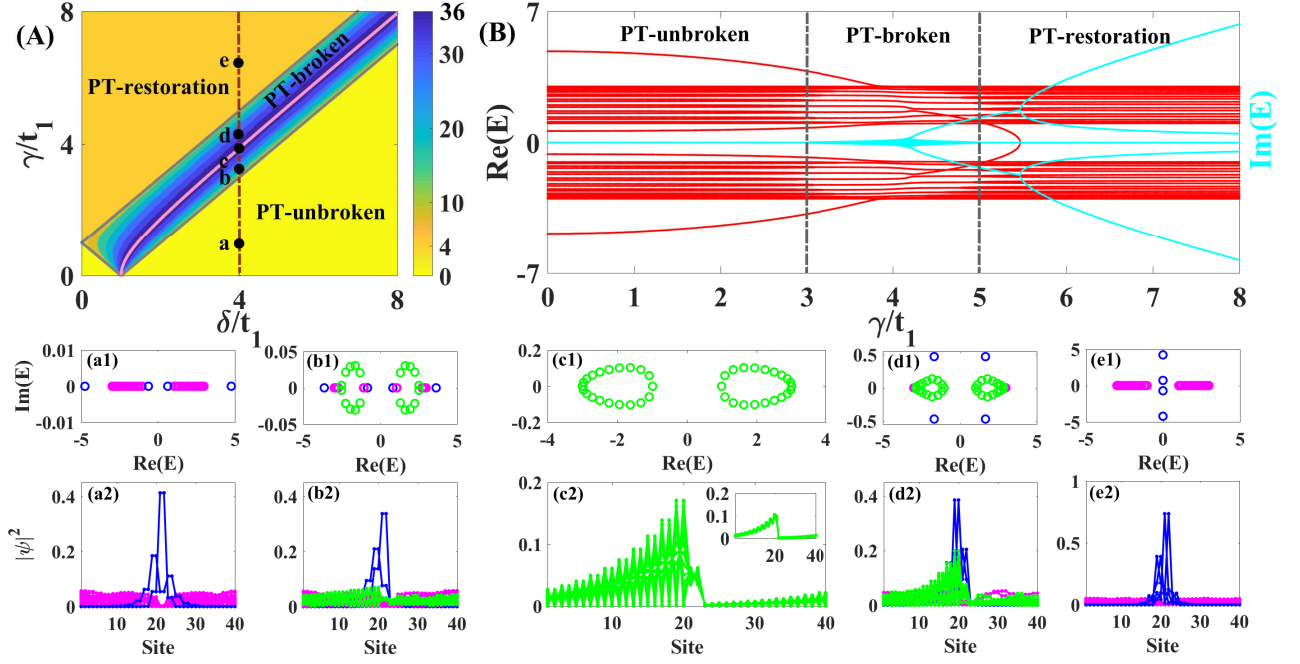 (A)
8
4
0
γ/t1
0
4
8
δ/t1
PT-restoration
PT-broken
PT-unbroken
e
d
c
b
a
36
30
20
10
4
0
(B)
PT-unbroken
PT-broken
PT-restoration
7
0
-7
Re(E)
Im(E)
0 1 2 3 4 5 6 7 8
γ/t1
(a1)
0.01
0
-0.01
Im(E)
-5 0 5
Re(E)
(b1)
0.05
0
-0.05
-5 0 5
Re(E)
(c1)
0.2
0
-0.2
-4 -2 0 2 4
Re(E)
(d1)
0.5
0
-0.5
-5 0 5
Re(E)
(e1)
5
0
-5
-5 0 5
Re(E)
(a2)
0.4
0.2
0
|ψ|²
10 20 30 40
Site
(b2)
0.4
0.2
0
10 20 30 40
Site
(c2)
0.2
0.1
0
10 20 30 40
Site
0.2
0.1
0
20 40
(d2)
0.4
0.2
0
10 20 30 40
Site
(e2)
1
0.5
0
10 20 30 40
Site